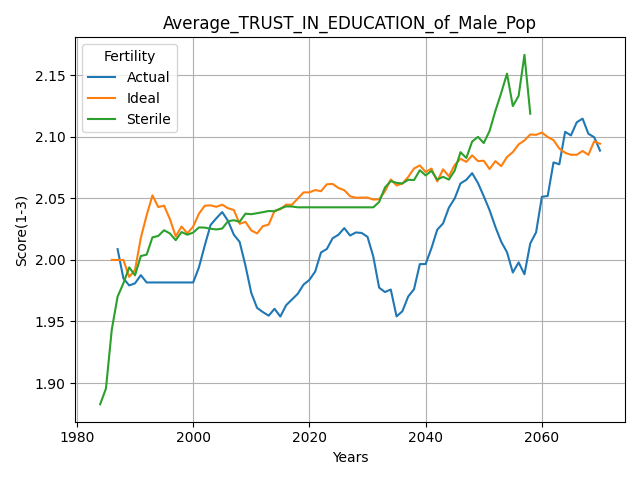 Average_TRUST_IN_EDUCATION_of_Male_Pop
Fertility
Actual
Ideal
Sterile
Score(1-3)
2.15
2.10
2.05
2.00
1.95
1.90
1980 2000 2020 2040 2060
Years